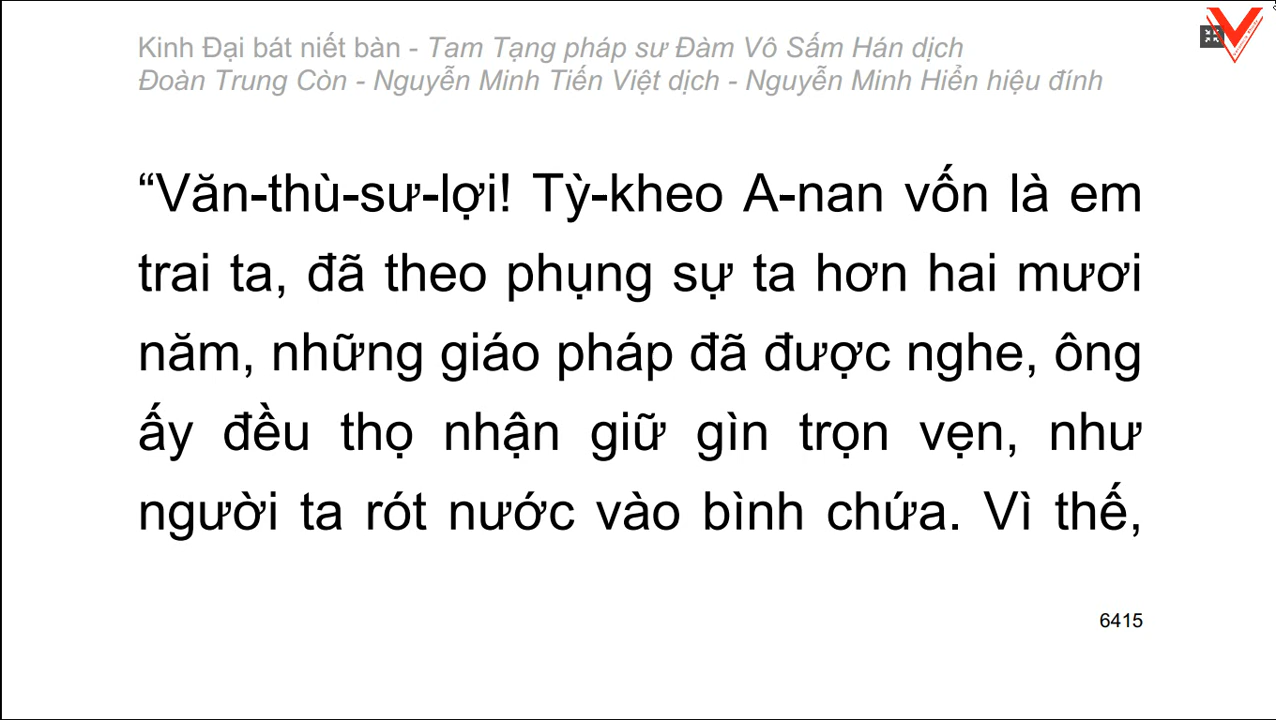 Kinh Đại bát niết bàn - Tam Tạng pháp sư Đàm Vô Sấm Hán dịch
Đoàn Trung Còn - Nguyễn Minh Tiến Việt dịch - Nguyễn Minh Hiển hiệu đính
“Văn-thù-sư-lợi! Tỳ-kheo A-nan vốn là em
trai ta, đã theo phụng sự ta hơn hai mươi
năm, những giáo pháp đã được nghe, ông
ấy đều thọ nhận giữ gìn trọn vẹn, như
người ta rót nước vào bình chứa. Vì thế,
6415